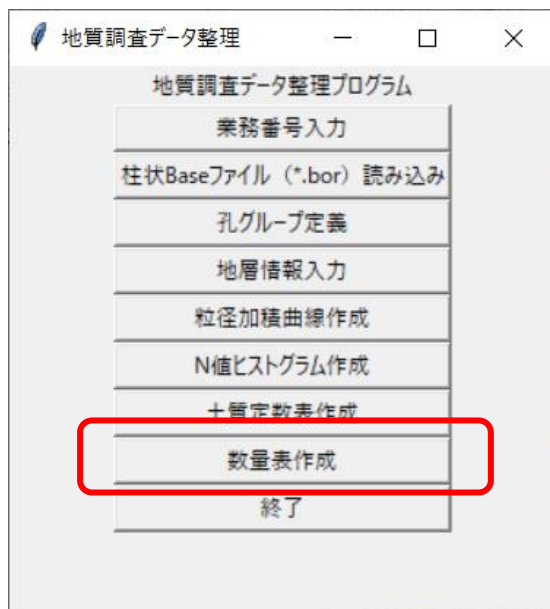 地質調査データ整理
地質調査データ整理プログラム
業務番号入力
柱状Baseファイル（*.bor）読み込み
孔グループ定義
地層情報入力
粒径加積曲線作成
N値ヒストグラム作成
土質定数表作成
数量表作成
終了